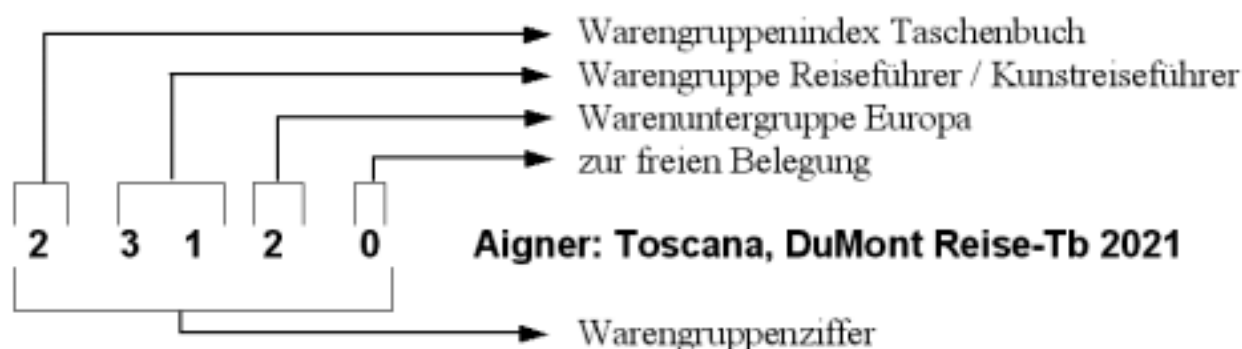 Warengruppenindex Taschenbuch
Warengruppe Reiseführer / Kunstreiseführer
Warenuntergruppe Europa
zur freien Belegung
2 3 1 2 0 Aigner: Toscana, DuMont Reise-Tb 2021
Warengruppenziffer